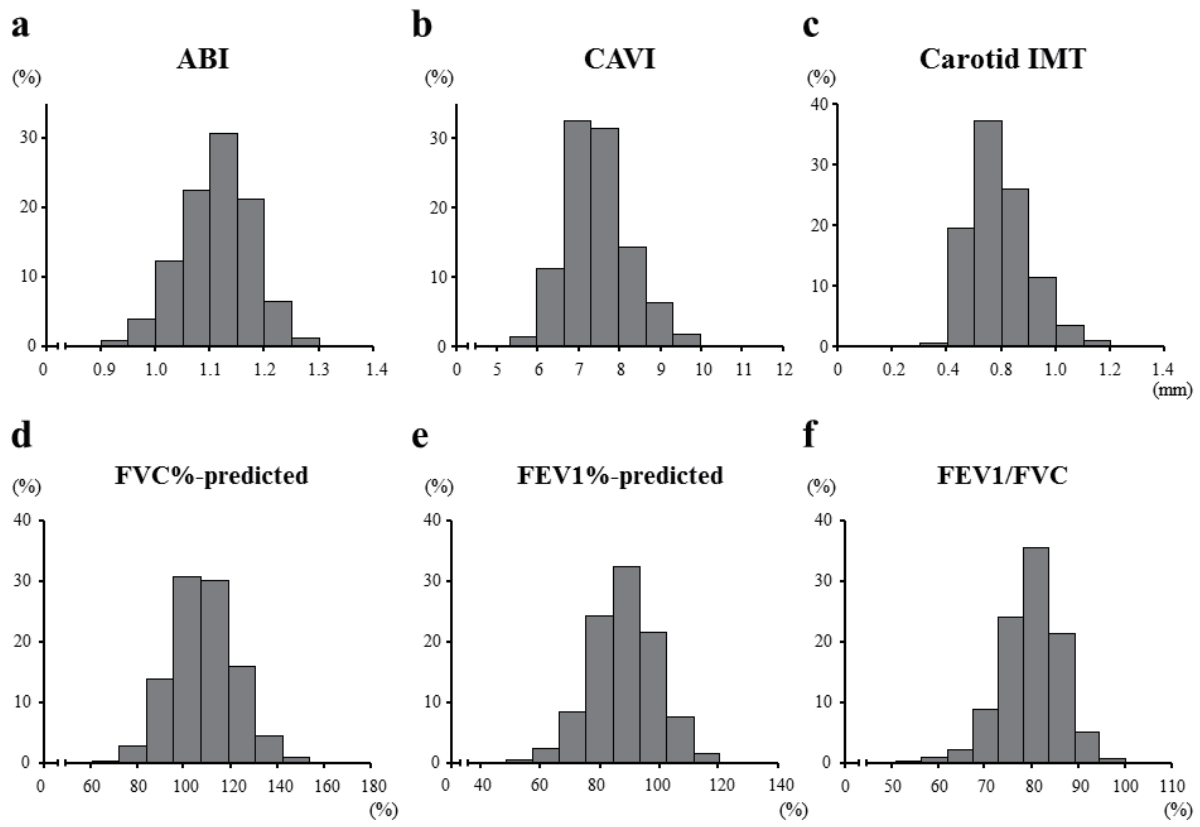 a
ABI
(%)
30
20
10
0
0 0.9 1.0 1.1 1.2 1.3 1.4
b
CAVI
(%)
30
20
10
0
0 5 6 7 8 9 10 11 12
c
Carotid IMT
(%)
40
30
20
10
0
0 0.2 0.4 0.6 0.8 1.0 1.2 1.4
(mm)
d
FVC%-predicted
(%)
40
30
20
10
0
0 60 80 100 120 140 160 180
(%)
e
FEV1%-predicted
(%)
40
30
20
10
0
0 40 60 80 100 120 140
(%)
f
FEV1/FVC
(%)
40
30
20
10
0
0 50 60 70 80 90 100 110
(%)